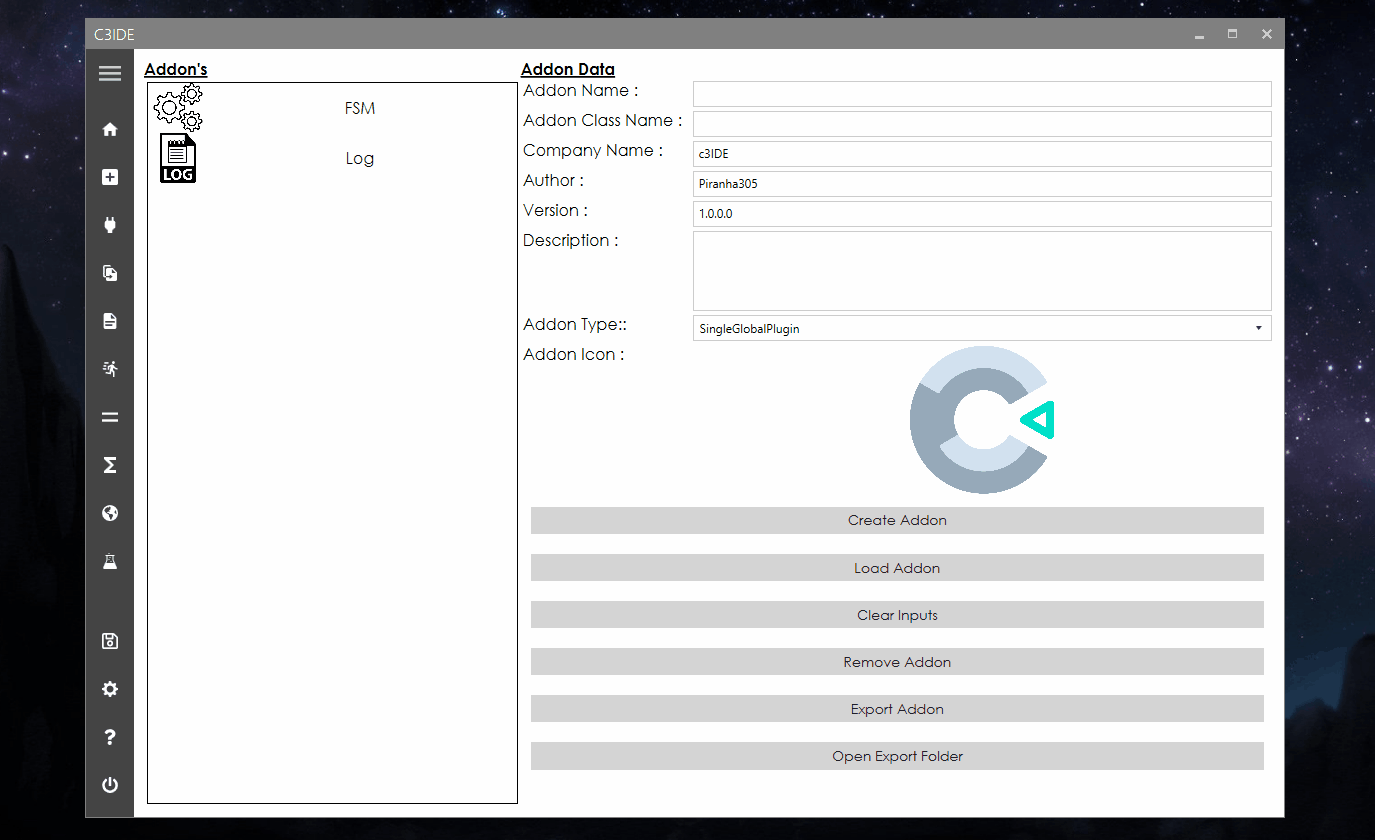 C3IDE
Addon's
FSM
LOG
Log
Addon Data
Addon Name :
Addon Class Name :
Company Name : c3IDE
Author : Piranha305
Version : 1.0.0.0
Description :
Addon Type:: SingleGlobalPlugin
Addon Icon :
Create Addon
Load Addon
Clear Inputs
Remove Addon
Export Addon
Open Export Folder